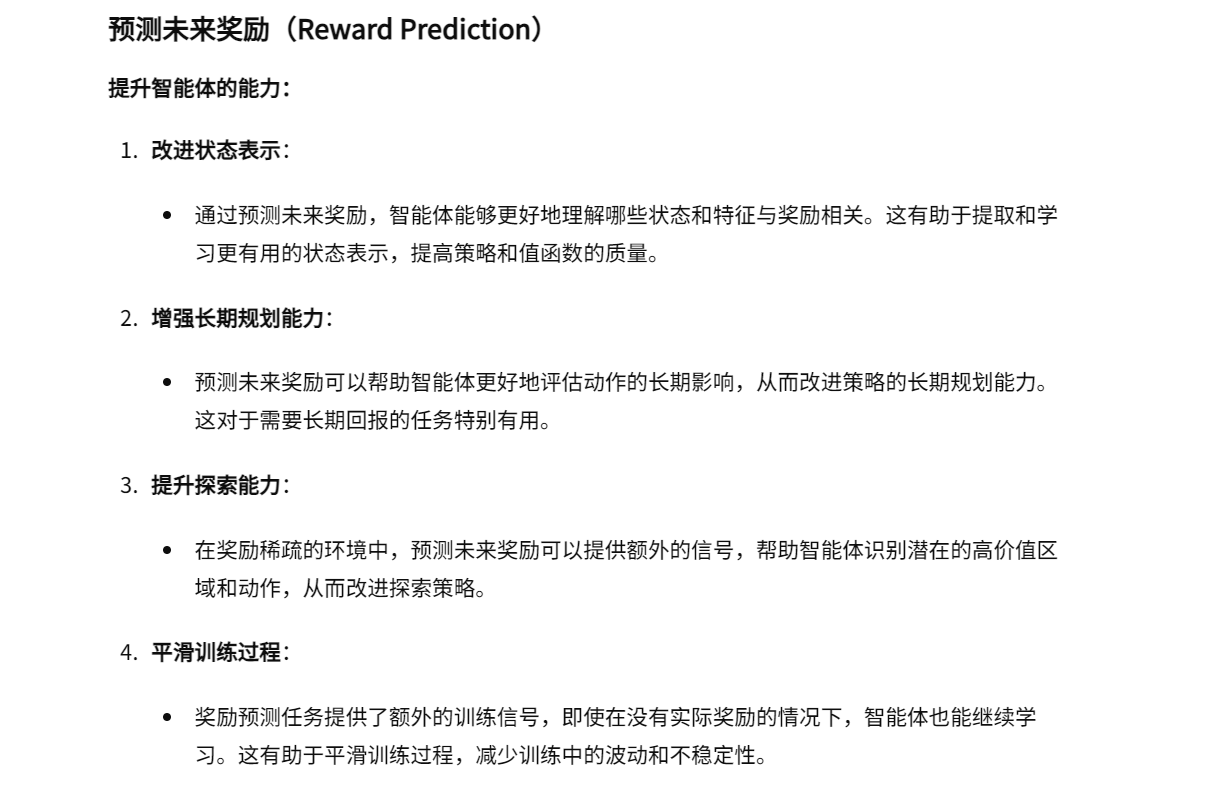 预测未来奖励（Reward Prediction）
提升智能体的能力：
1. 改进状态表示：
• 通过预测未来奖励，智能体能够更好地理解哪些状态和特征与奖励相关。这有助于提取和学
习更有用的状态表示，提高策略和值函数的质量。
2. 增强长期规划能力：
• 预测未来奖励可以帮助智能体更好地评估动作的长期影响，从而改进策略的长期规划能力。
这对于需要长期回报的任务特别有用。
3. 提升探索能力：
• 在奖励稀疏的环境中，预测未来奖励可以提供额外的信号，帮助智能体识别潜在的高价值区
域和动作，从而改进探索策略。
4. 平滑训练过程：
• 奖励预测任务提供了额外的训练信号，即使在没有实际奖励的情况下，智能体也能继续学
习。这有助于平滑训练过程，减少训练中的波动和不稳定性。